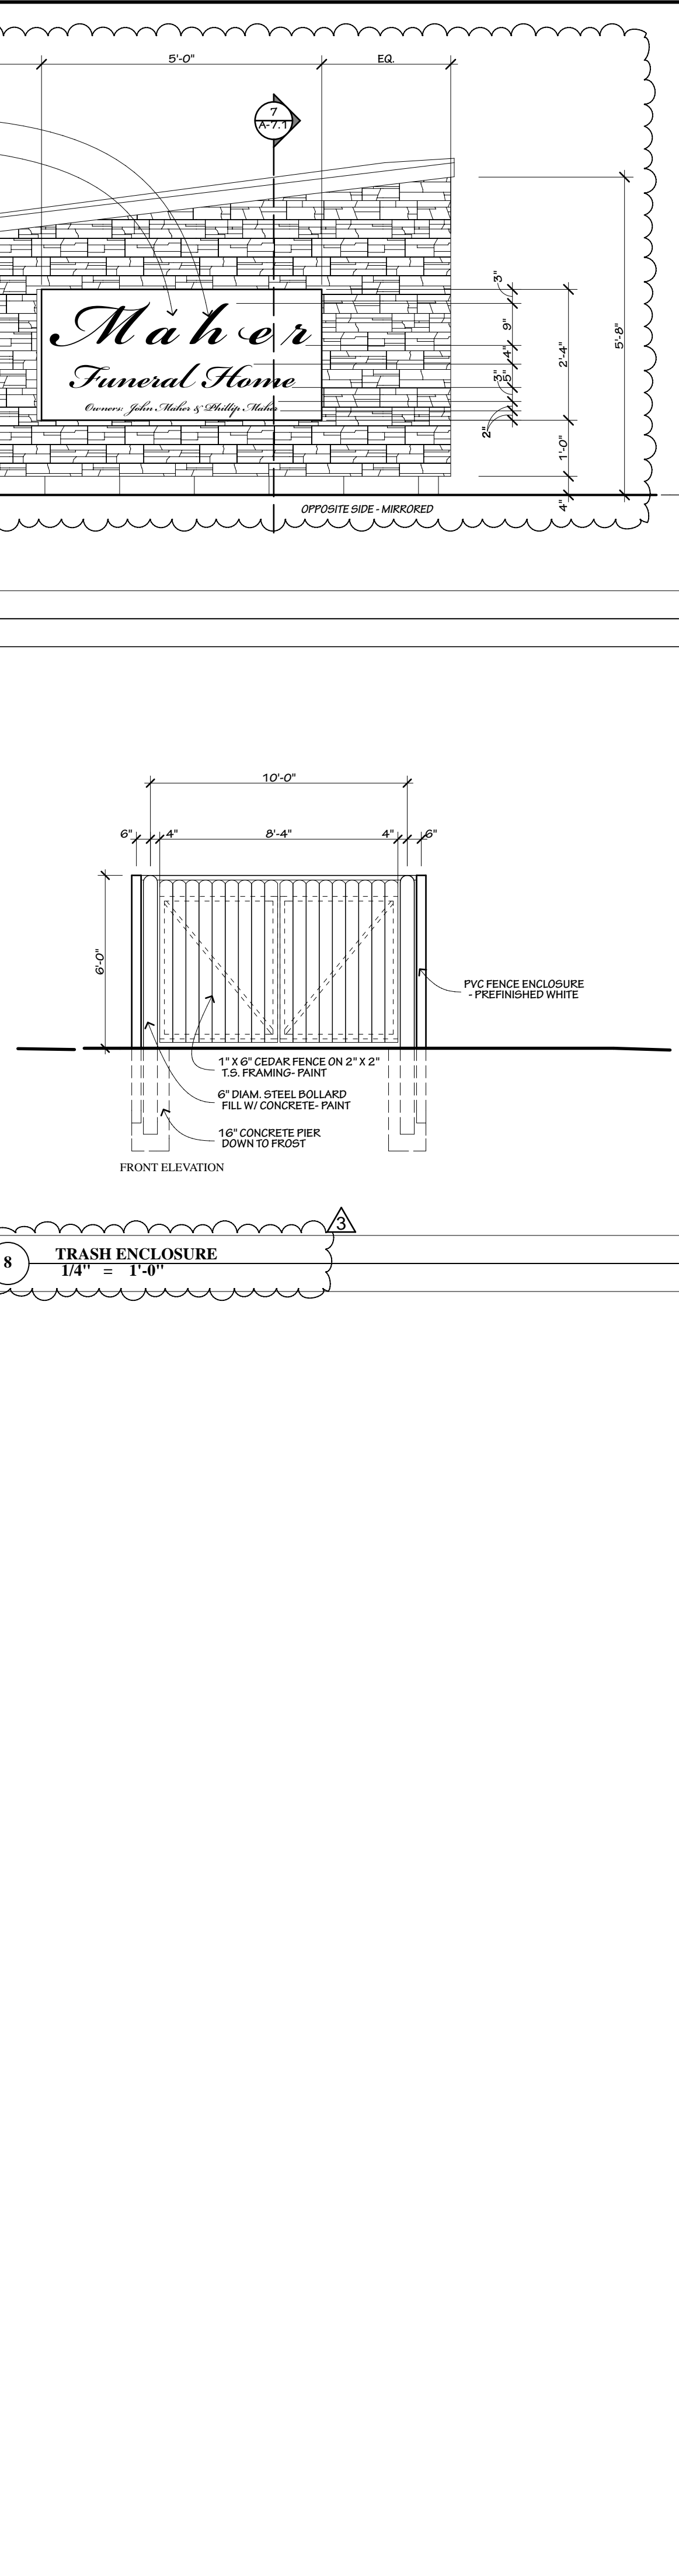 5'-0"
EQ.
7
A-7.1
3"
9"
4"
3"
5"
2"
2'-4"
1'-0"
4"
5'-8"
Maher
Funeral Home
Owners: John Maher & Phillip Maher
OPPOSITE SIDE - MIRRORED
10'-0"
6"
4"
8'-4"
4"
6"
6'-0"
PVC FENCE ENCLOSURE
- PREFINISHED WHITE
1" X 6" CEDAR FENCE ON 2" X 2"
T.S. FRAMING- PAINT
6" DIAM. STEEL BOLLARD
FILL W/ CONCRETE- PAINT
16" CONCRETE PIER
DOWN TO FROST
FRONT ELEVATION
3
8
TRASH ENCLOSURE
1/4" = 1'-0"